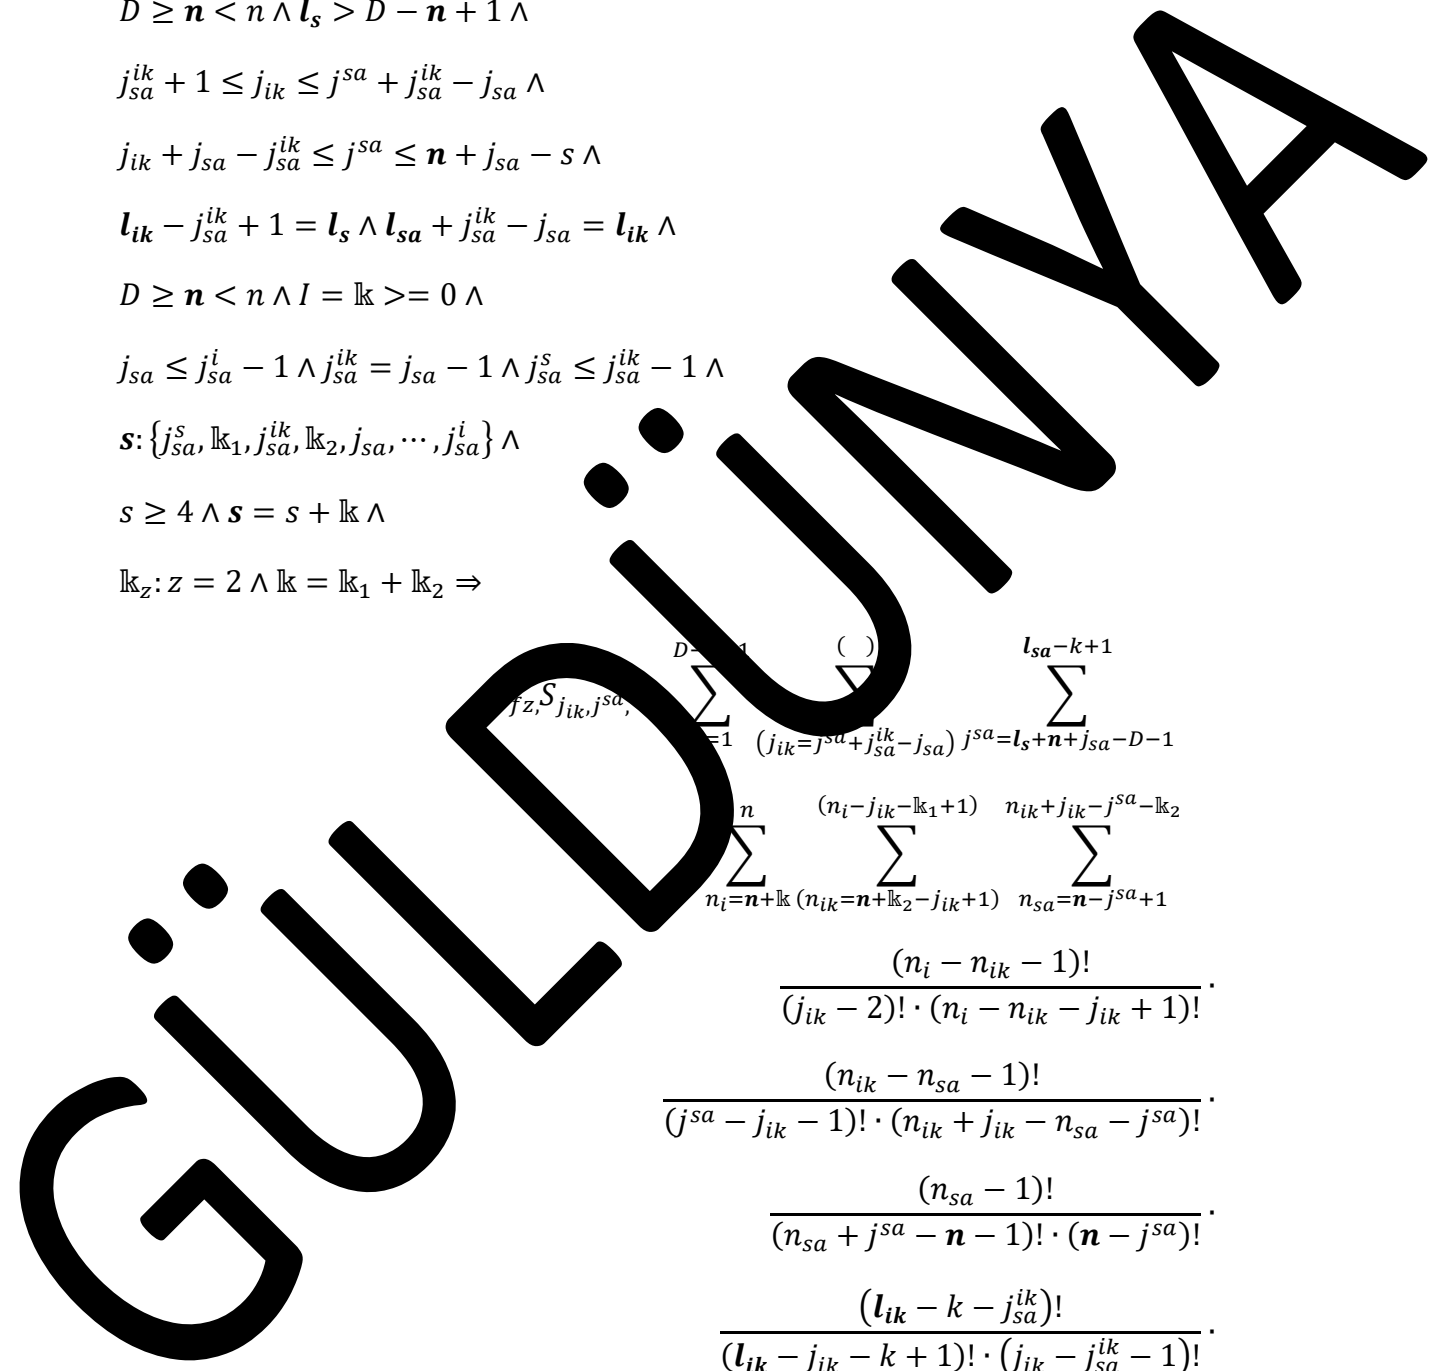 D ≥ n < n ∧ l_s > D − n + 1 ∧
j_{sa}^{ik} + 1 ≤ j_{ik} ≤ j^{sa} + j_{sa}^{ik} − j_{sa} ∧
j_{ik} + j_{sa} − j_{sa}^{ik} ≤ j^{sa} ≤ n + j_{sa} − s ∧
l_{ik} − j_{sa}^{ik} + 1 = l_s ∧ l_{sa} + j_{sa}^{ik} − j_{sa} = l_{ik} ∧
D ≥ n < n ∧ I = 𝕜 >= 0 ∧
j_{sa} ≤ j_{sa}^{i} − 1 ∧ j_{sa}^{ik} = j_{sa} − 1 ∧ j_{sa}^{s} ≤ j_{sa}^{ik} − 1 ∧
s: {j_{sa}^{s}, 𝕜_1, j_{sa}^{ik}, 𝕜_2, j_{sa}, ⋯ , j_{sa}^{i}} ∧
s ≥ 4 ∧ s = s + 𝕜 ∧
𝕜_z: z = 2 ∧ 𝕜 = 𝕜_1 + 𝕜_2 ⇒
( ) l_{sa}−k+1
S_{j_{ik},j^{sa},} ∑ ∑ ∑
=1 (j_{ik}=j^{sa}+j_{sa}^{ik}−j_{sa}) j^{sa}=l_s+n+j_{sa}−D−1
n (n_i−j_{ik}−𝕜_1+1) n_{ik}+j_{ik}−j^{sa}−𝕜_2
∑ ∑ ∑
n_i=n+𝕜 (n_{ik}=n+𝕜_2−j_{ik}+1) n_{sa}=n−j^{sa}+1
(n_i − n_{ik} − 1)!
(j_{ik} − 2)! · (n_i − n_{ik} − j_{ik} + 1)! ·
(n_{ik} − n_{sa} − 1)!
(j^{sa} − j_{ik} − 1)! · (n_{ik} + j_{ik} − n_{sa} − j^{sa})! ·
(n_{sa} − 1)!
(n_{sa} + j^{sa} − n − 1)! · (n − j^{sa})! ·
(l_{ik} − k − j_{sa}^{ik})!
(l_{ik} − j_{ik} − k + 1)! · (j_{ik} − j_{sa}^{ik} − 1)! ·
GÜLDÜNYA